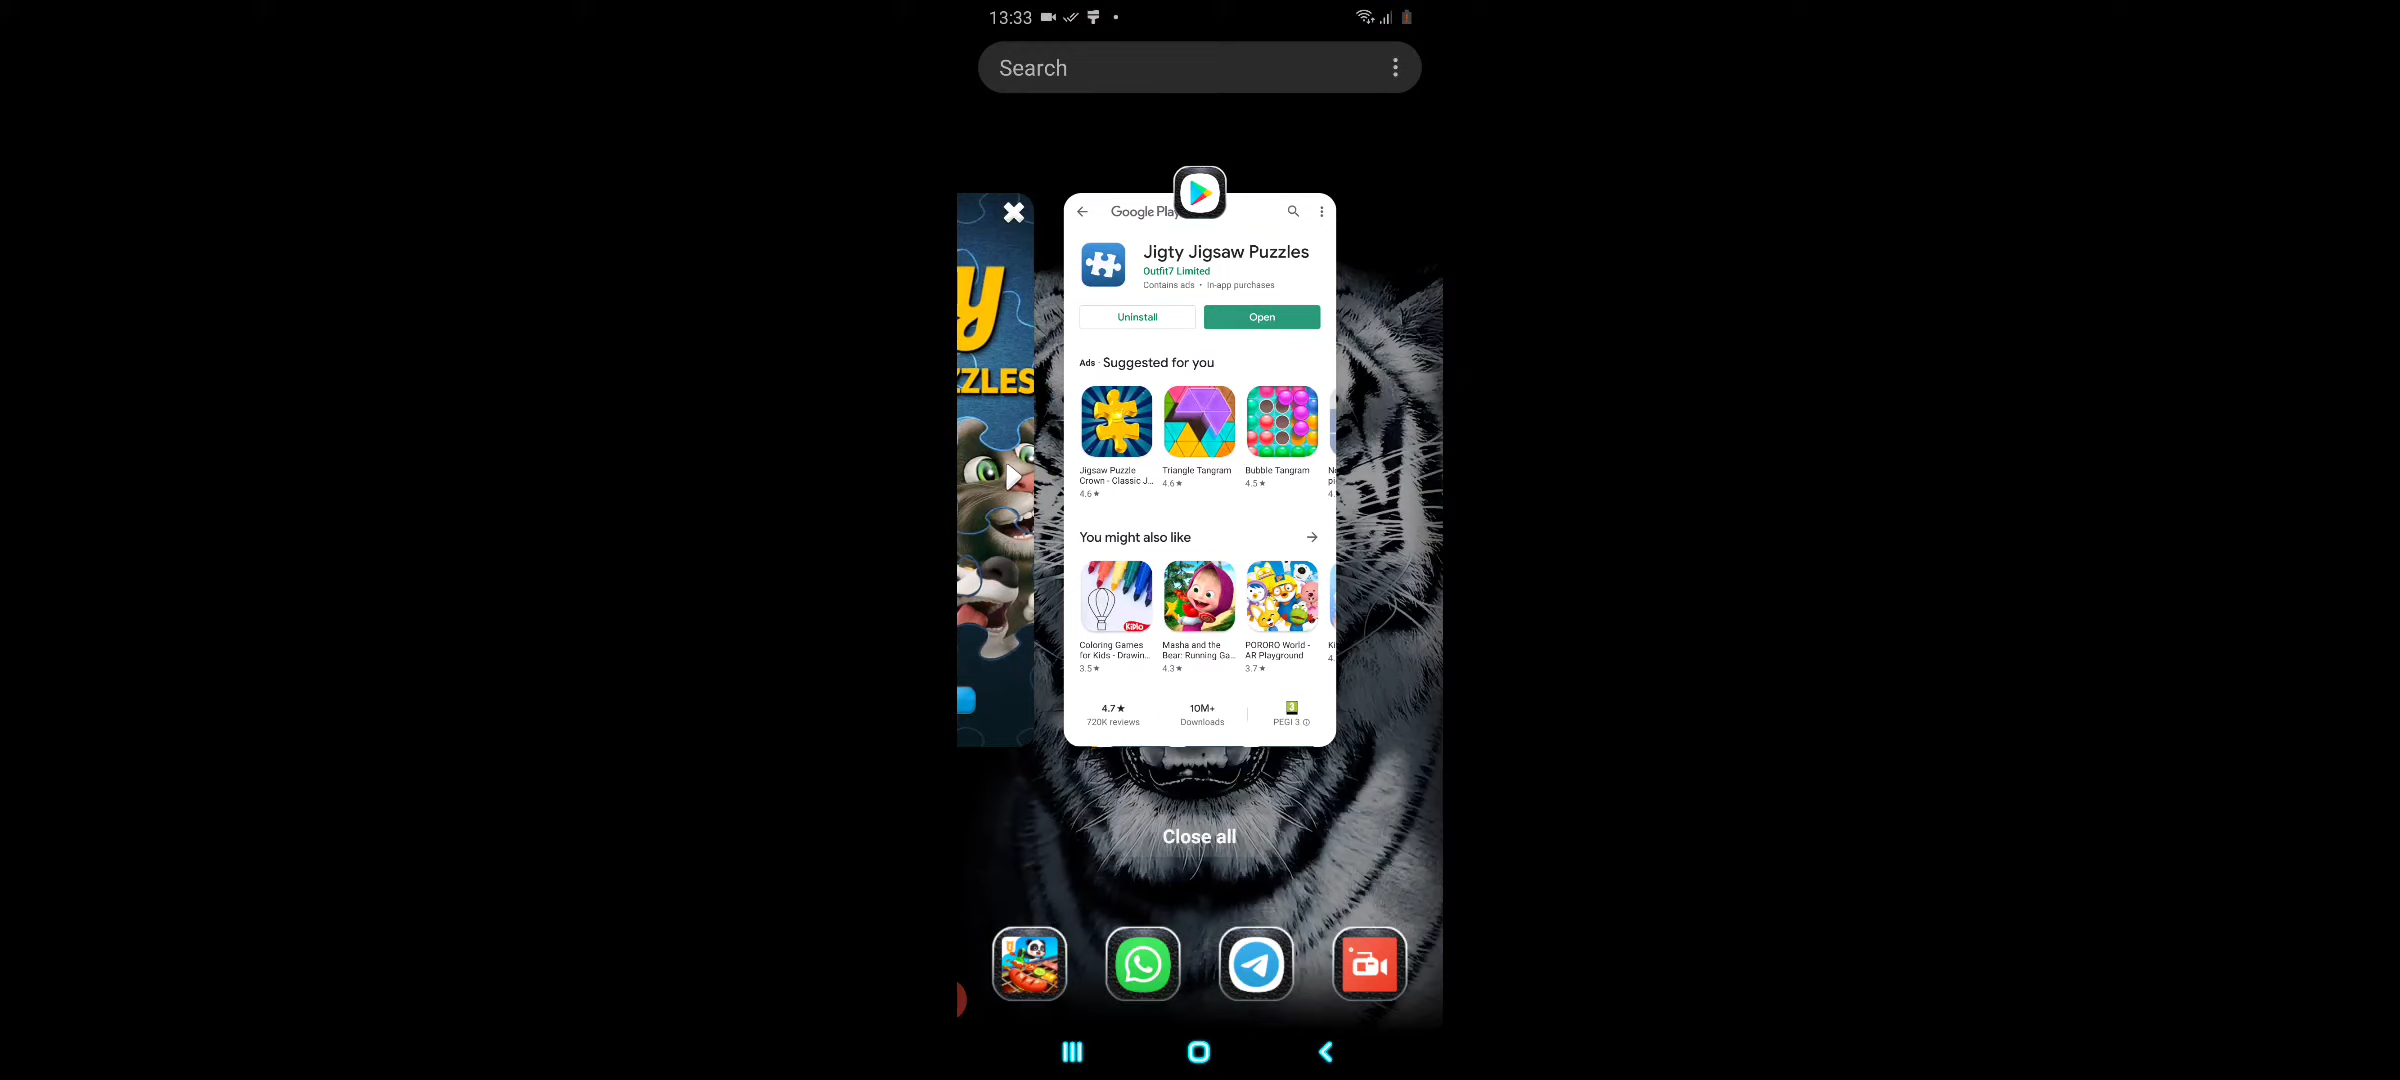 13:33
Search
y
ZZLES
Google Play
Jigty Jigsaw Puzzles
Outfit7 Limited
Contains ads • In-app purchases
Uninstall
Open
Ads · Suggested for you
Jigsaw Puzzle
Crown - Classic J...
4.6★
Triangle Tangram
4.6★
Bubble Tangram
4.5★
You might also like
Kidlo
Coloring Games
for Kids - Drawin...
3.5★
Masha and the
Bear: Running Ga...
4.3★
PORORO World -
AR Playground
3.7★
4.7★
720K reviews
10M+
Downloads
3
PEGI 3
Close all